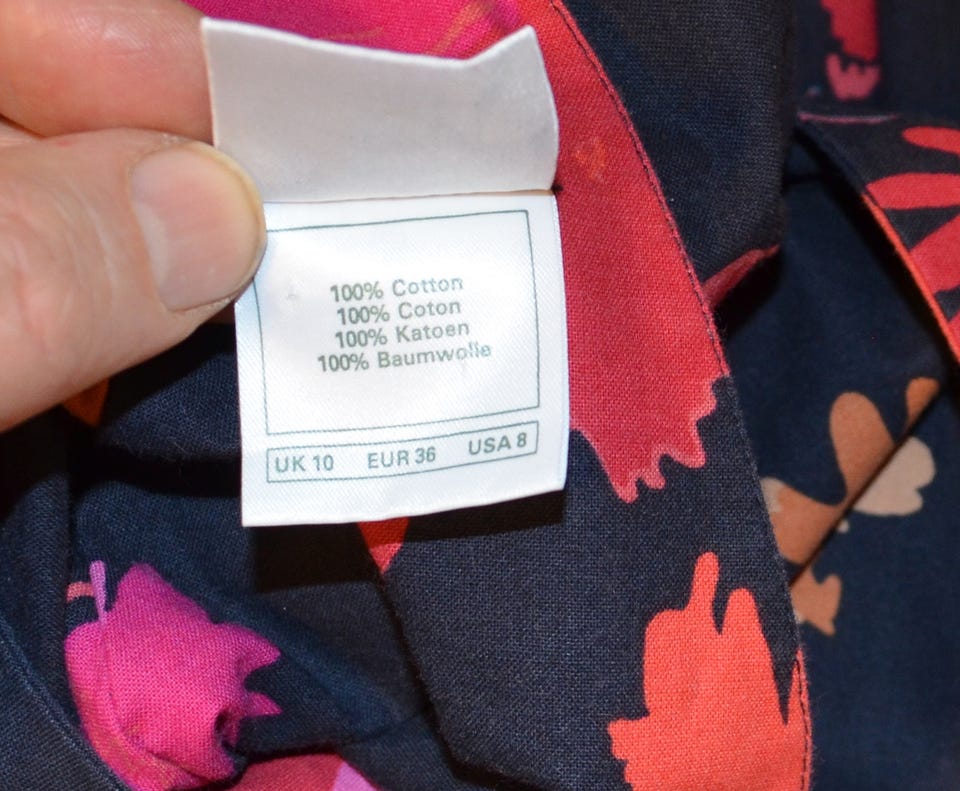 100% Cotton
100% Coton
100% Katoen
100% Baumwolle
UK 10 EUR 36 USA 8